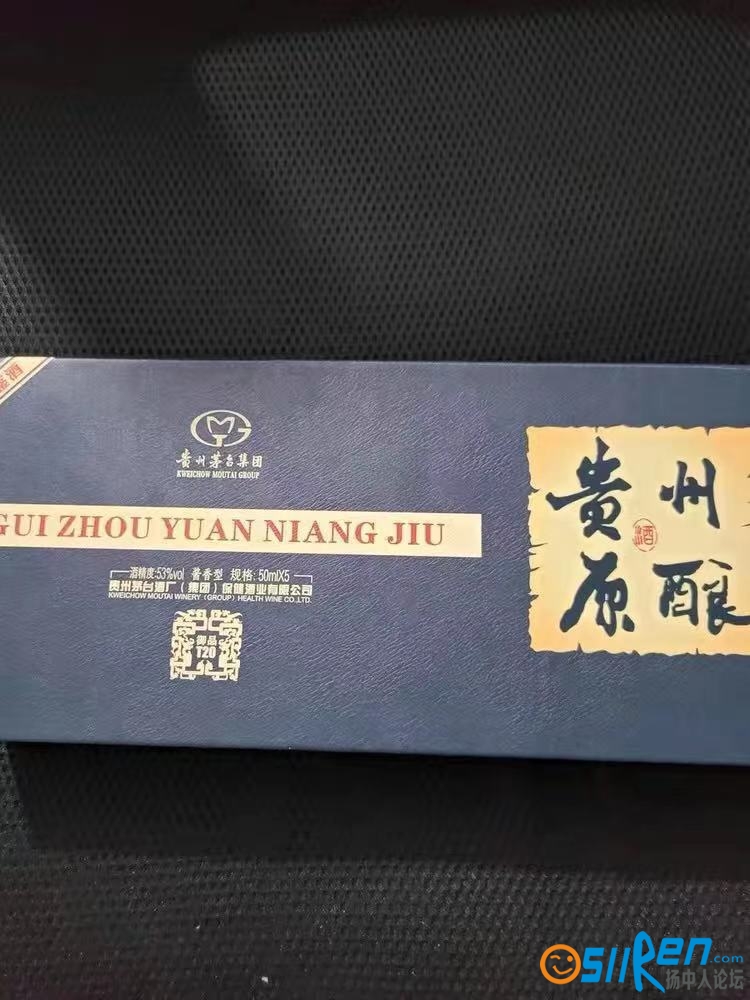 贵州茅台集团
KWEICHOW MOUTAI GROUP
GUI ZHOU YUAN NIANG JIU
酒精度:53%vol 酱香型 规格:50mlX5
贵州茅台酒厂(集团)保健酒业有限公司
KWEICHOW MOUTAI WINERY (GROUP) HEALTH WINE CO.,LTD.
御品
T20
贵州
酒
原酿
osiiren.com
扬中人论坛